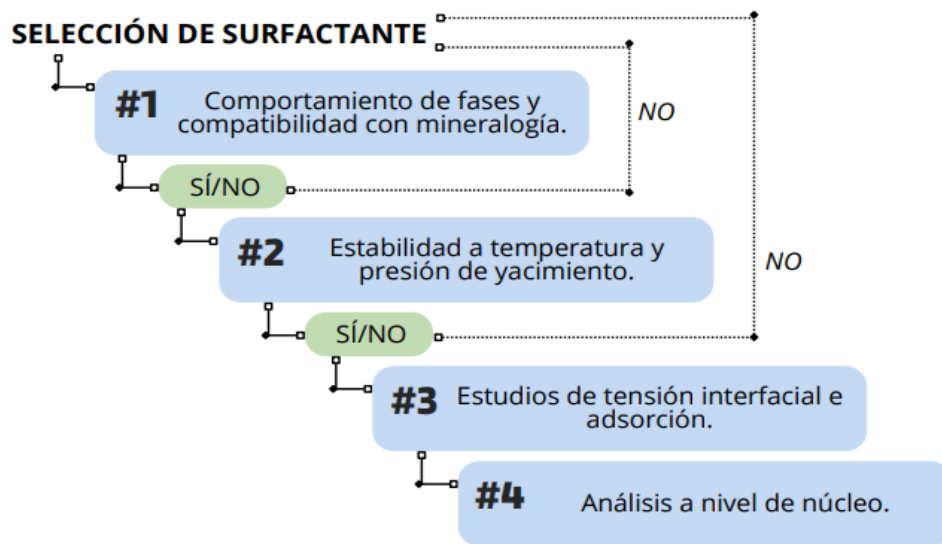 SELECCIÓN DE SURFACTANTE
#1 Comportamiento de fases y
compatibilidad con mineralogía.
NO
SÍ/NO
#2 Estabilidad a temperatura y
presión de yacimiento.
NO
SÍ/NO
#3 Estudios de tensión interfacial e
adsorción.
#4 Análisis a nivel de núcleo.